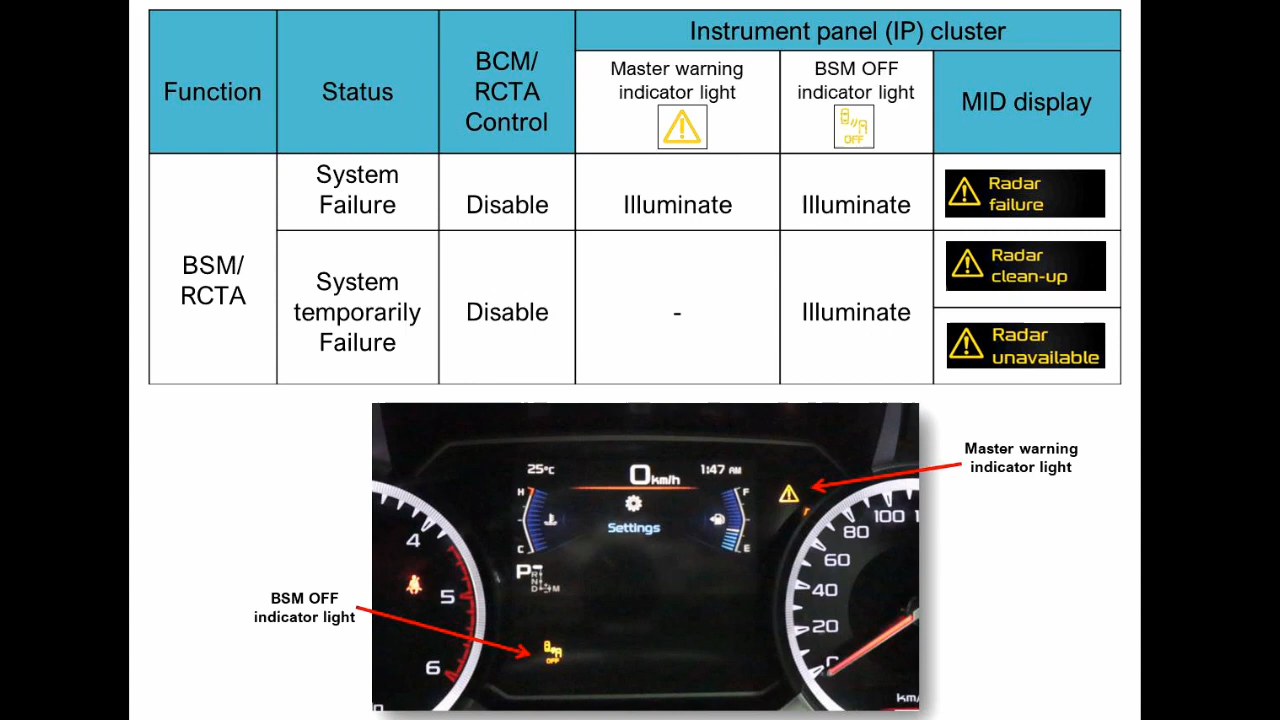 Instrument panel (IP) cluster
Function
Status
BCM/
RCTA
Control
Master warning
indicator light
BSM OFF
indicator light
OFF
MID display
BSM/
RCTA
System
Failure
Disable
Illuminate
Illuminate
Radar
failure
System
temporarily
Failure
Disable
-
Illuminate
Radar
clean-up
Radar
unavailable
25°C
0 km/h
1:47 AM
H
F
Settings
C
E
P
R
N
D
M
4
5
6
OFF
100
80
60
40
20
km/
Master warning
indicator light
BSM OFF
indicator light